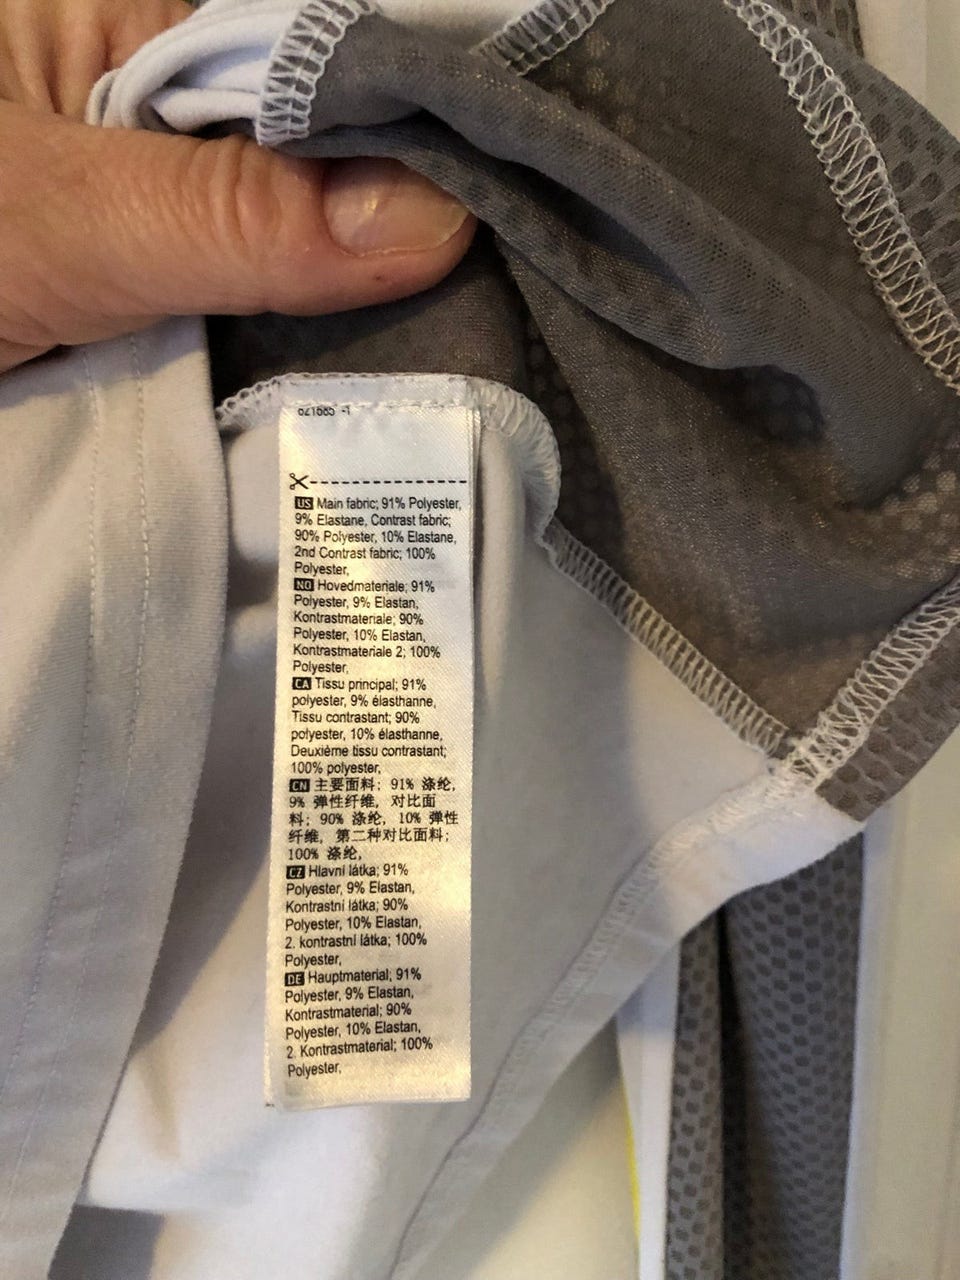 621685 -1
US Main fabric; 91% Polyester,
9% Elastane, Contrast fabric;
90% Polyester, 10% Elastane,
2nd Contrast fabric; 100%
Polyester,
NO Hovedmateriale; 91%
Polyester, 9% Elastan,
Kontrastmateriale; 90%
Polyester, 10% Elastan,
Kontrastmateriale 2; 100%
Polyester,
CA Tissu principal; 91%
polyester, 9% élasthanne,
Tissu contrastant; 90%
polyester, 10% élasthanne,
Deuxième tissu contrastant;
100% polyester,
CN 主要面料; 91% 涤纶,
9% 弹性纤维, 对比面
料; 90% 涤纶, 10% 弹性
纤维, 第二种对比面料;
100% 涤纶,
CZ Hlavní látka; 91%
Polyester, 9% Elastan,
Kontrastní látka; 90%
Polyester, 10% Elastan,
2. kontrastní látka; 100%
Polyester,
DE Hauptmaterial; 91%
Polyester, 9% Elastan,
Kontrastmaterial; 90%
Polyester, 10% Elastan,
2. Kontrastmaterial; 100%
Polyester,